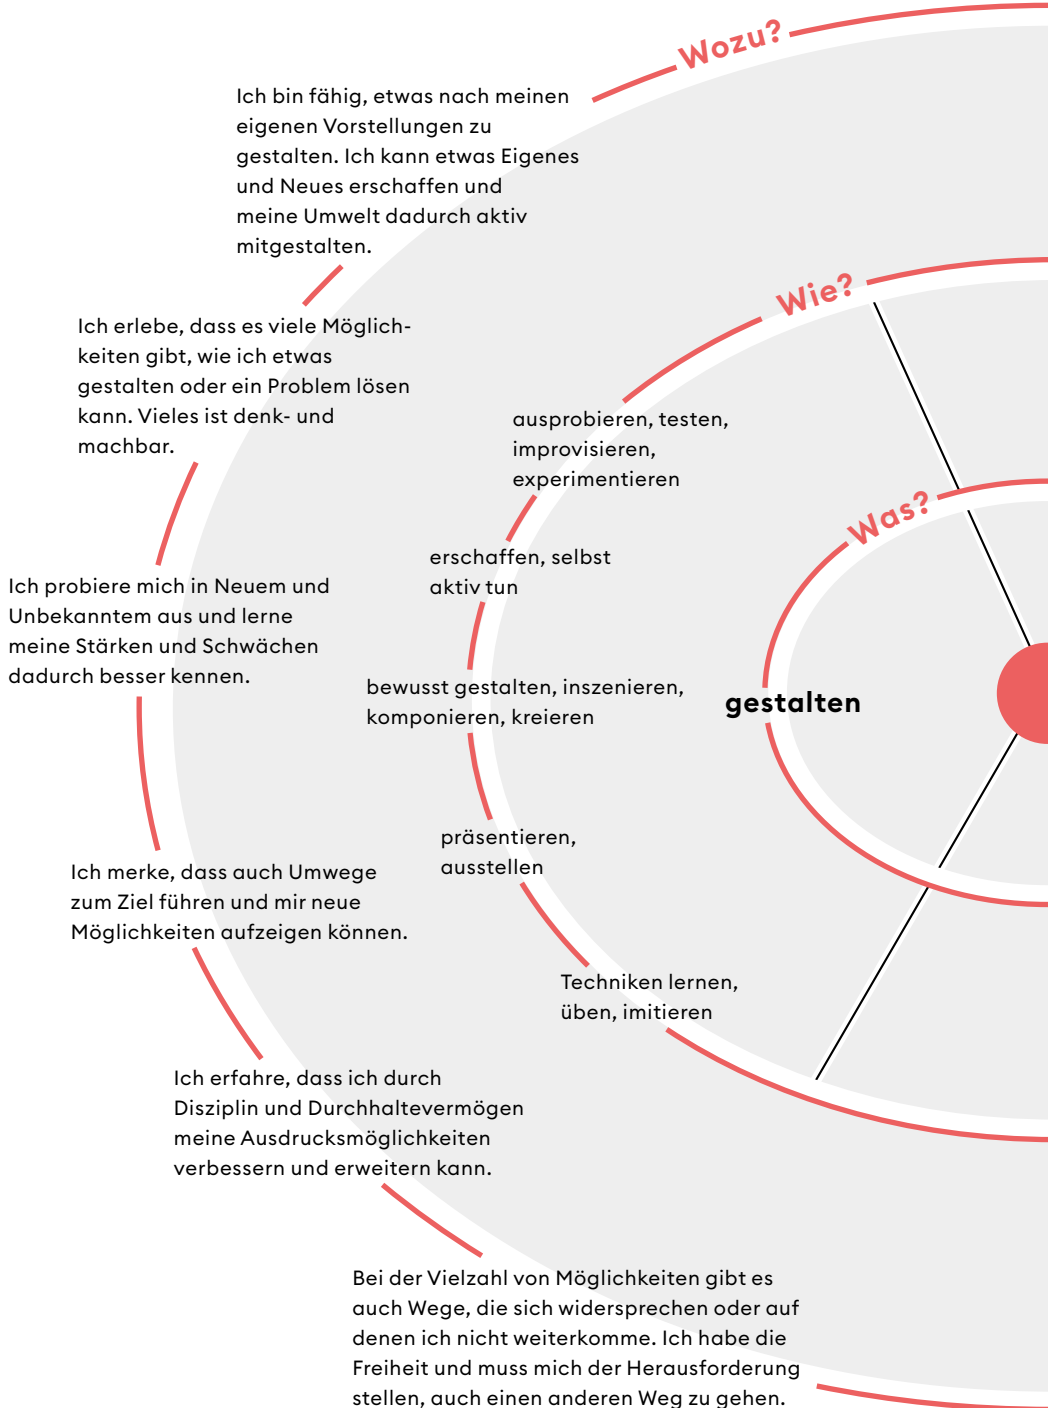 Wozu?
Ich bin fähig, etwas nach meinen
eigenen Vorstellungen zu
gestalten. Ich kann etwas Eigenes
und Neues erschaffen und
meine Umwelt dadurch aktiv
mitgestalten.
Ich erlebe, dass es viele Möglich-
keiten gibt, wie ich etwas
gestalten oder ein Problem lösen
kann. Vieles ist denk- und
machbar.
Ich probiere mich in Neuem und
Unbekanntem aus und lerne
meine Stärken und Schwächen
dadurch besser kennen.
Ich merke, dass auch Umwege
zum Ziel führen und mir neue
Möglichkeiten aufzeigen können.
Ich erfahre, dass ich durch
Disziplin und Durchhaltevermögen
meine Ausdrucksmöglichkeiten
verbessern und erweitern kann.
Bei der Vielzahl von Möglichkeiten gibt es
auch Wege, die sich widersprechen oder auf
denen ich nicht weiterkomme. Ich habe die
Freiheit und muss mich der Herausforderung
stellen, auch einen anderen Weg zu gehen.
Wie?
ausprobieren, testen,
improvisieren,
experimentieren
erschaffen, selbst
aktiv tun
bewusst gestalten, inszenieren,
komponieren, kreieren
präsentieren,
ausstellen
Techniken lernen,
üben, imitieren
Was?
gestalten